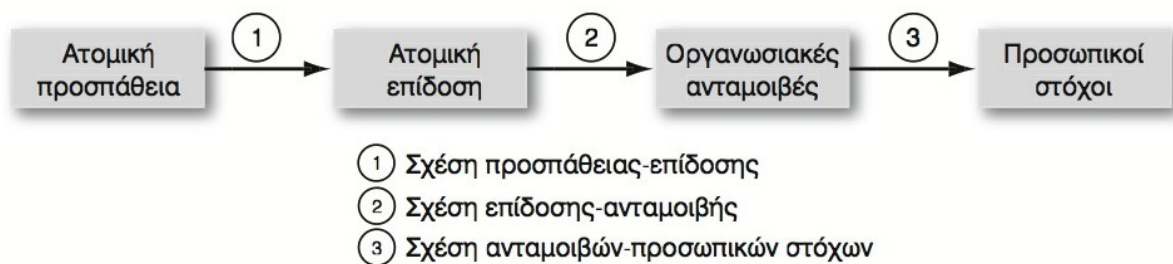 1
2
3
Ατομική
προσπάθεια
Ατομική
επίδοση
Οργανωσιακές
ανταμοιβές
Προσωπικοί
στόχοι
1 Σχέση προσπάθειας-επίδοσης
2 Σχέση επίδοσης-ανταμοιβής
3 Σχέση ανταμοιβών-προσωπικών στόχων